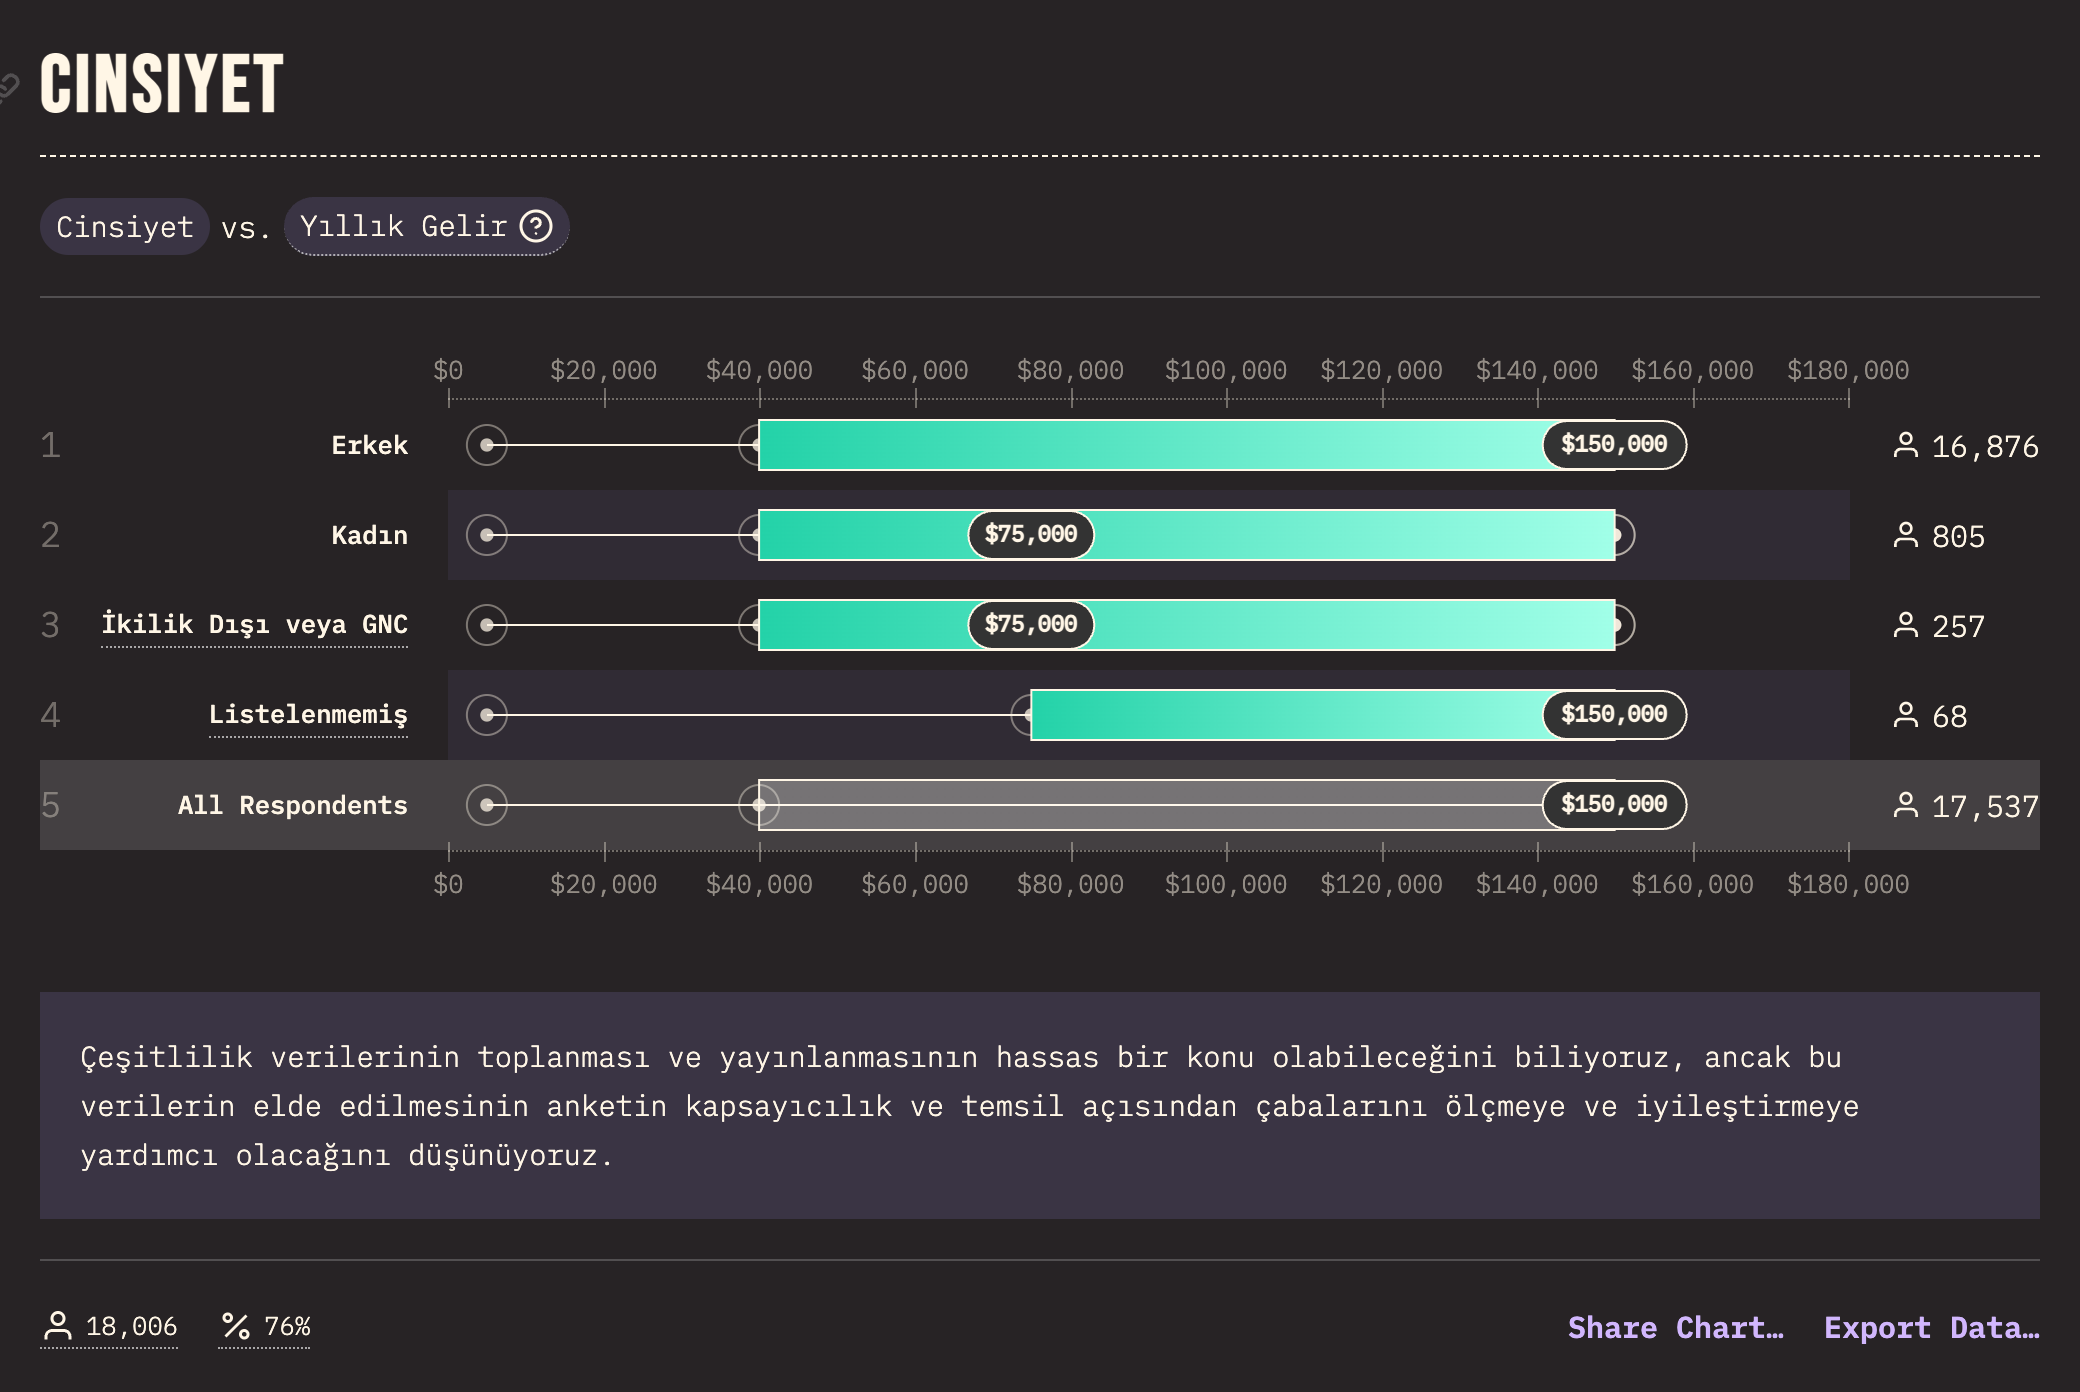 CINSIYET
Cinsiyet vs. Yıllık Gelir ?
$0 $20,000 $40,000 $60,000 $80,000 $100,000 $120,000 $140,000 $160,000 $180,000
1 Erkek $150,000 16,876
2 Kadın $75,000 805
3 İkilik Dışı veya GNC $75,000 257
4 Listelenmemiş $150,000 68
5 All Respondents $150,000 17,537
$0 $20,000 $40,000 $60,000 $80,000 $100,000 $120,000 $140,000 $160,000 $180,000
Çeşitlilik verilerinin toplanması ve yayınlanmasının hassas bir konu olabileceğini biliyoruz, ancak bu
verilerin elde edilmesinin anketin kapsayıcılık ve temsil açısından çabalarını ölçmeye ve iyileştirmeye
yardımcı olacağını düşünüyoruz.
18,006 % 76% Share Chart… Export Data…